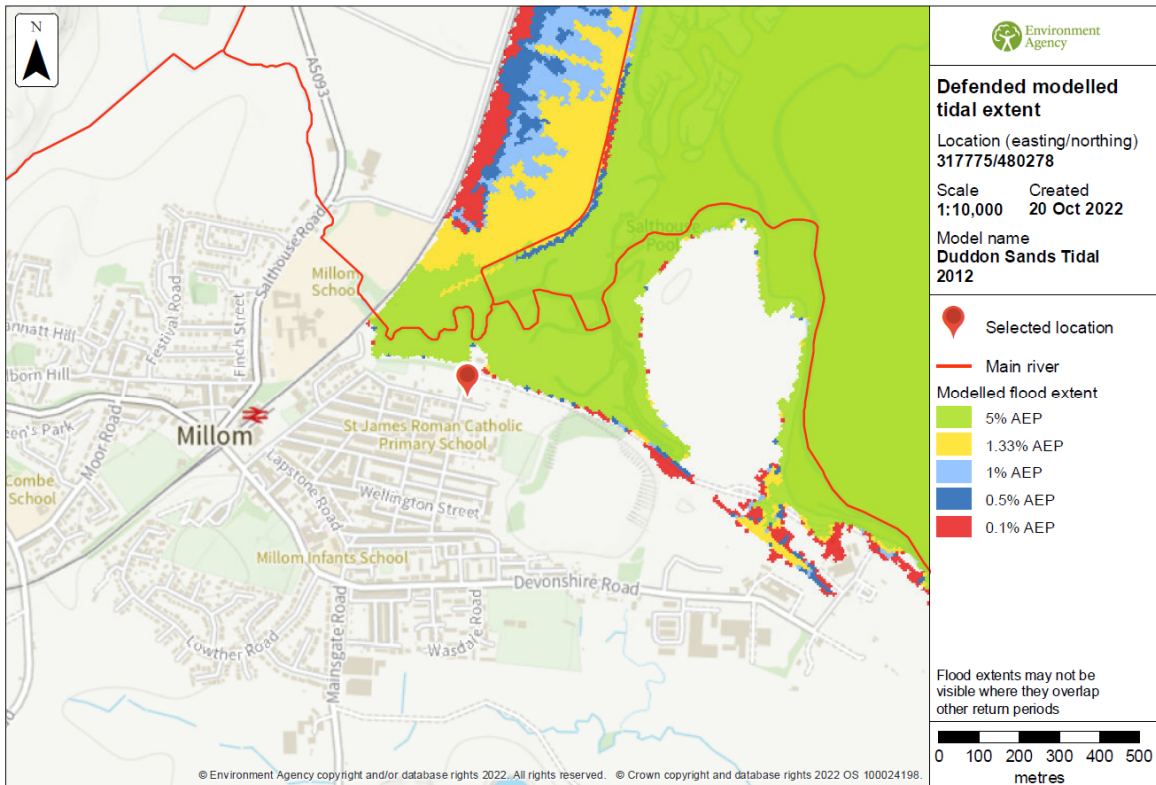 N
A5093
Salthouse Road
Millom
School
Salthouse
Pool
Festival Road
Finch Street
Moor Road
Combe
School
Millom
St James Roman Catholic
Primary School
Lapstone Road
Wellington Street
Millom Infants School
Devonshire Road
Lowther Road
Mainsgate Road
Wasdale Road
© Environment Agency copyright and/or database rights 2022. All rights reserved. © Crown copyright and database rights 2022 OS 100024198.
Environment
Agency
Defended modelled
tidal extent
Location (easting/northing)
317775/480278
Scale Created
1:10,000 20 Oct 2022
Model name
Duddon Sands Tidal
2012
Selected location
Main river
Modelled flood extent
5% AEP
1.33% AEP
1% AEP
0.5% AEP
0.1% AEP
Flood extents may not be
visible where they overlap
other return periods
0 100 200 300 400 500
metres